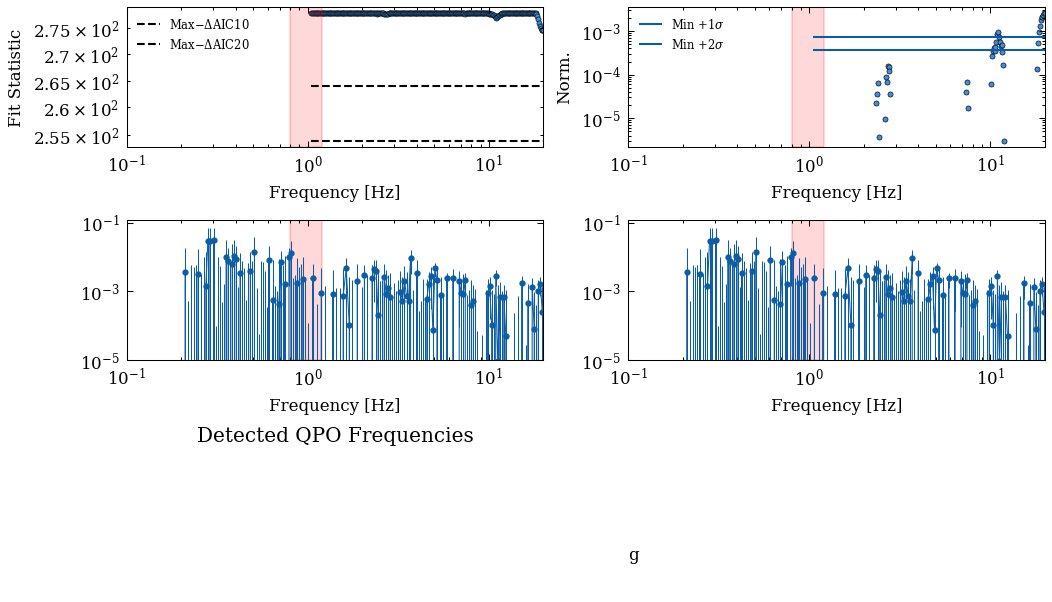 2.75 × 10²
2.7 × 10²
2.65 × 10²
2.6 × 10²
2.55 × 10²
Fit Statistic
Max−ΔAIC10
Max−ΔAIC20
10⁻¹ 10⁰ 10¹
Frequency [Hz]
10⁻³
10⁻⁴
10⁻⁵
Norm.
Min +1σ
Min +2σ
10⁻¹ 10⁰ 10¹
Frequency [Hz]
10⁻¹
10⁻³
10⁻⁵
10⁻¹ 10⁰ 10¹
Frequency [Hz]
10⁻¹
10⁻³
10⁻⁵
10⁻¹ 10⁰ 10¹
Frequency [Hz]
Detected QPO Frequencies
g